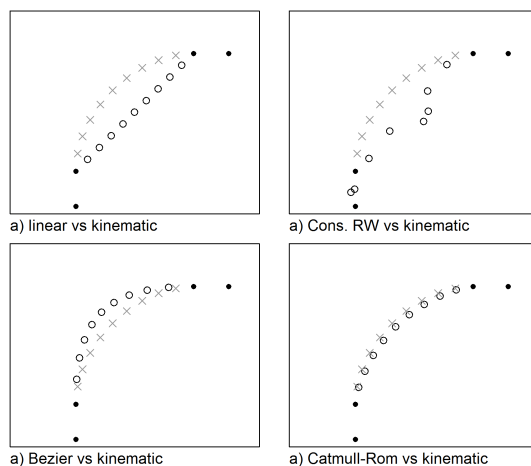 a) linear vs kinematic
a) Cons. RW vs kinematic
a) Bezier vs kinematic
a) Catmull-Rom vs kinematic